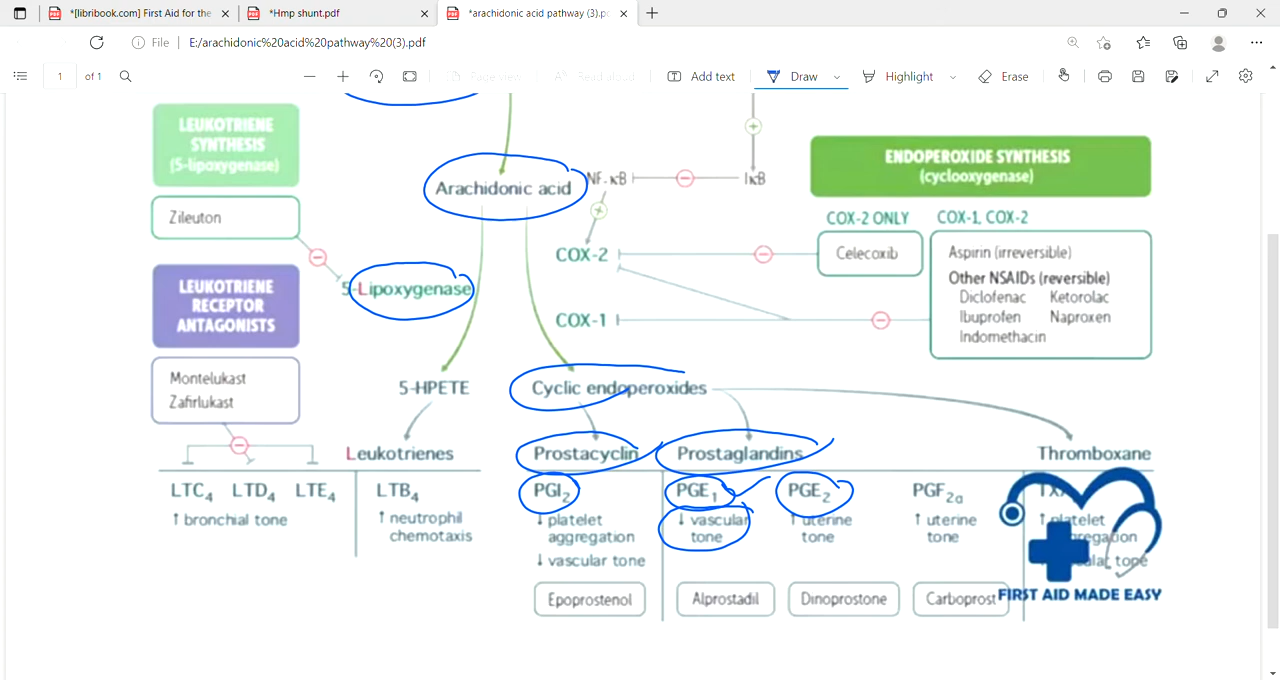 *[libribook.com] First Aid for the
*Hmp shunt.pdf
*arachidonic acid pathway (3).pc
File
E:/arachidonic%20acid%20pathway%20(3).pdf
1 of 1
Page view
Read aloud
Add text
Draw
Highlight
Erase
LEUKOTRIENE
SYNTHESIS
(5-lipoxygenase)
Zileuton
LEUKOTRIENE
RECEPTOR
ANTAGONISTS
Montelukast
Zafirlukast
Arachidonic acid
NF-κB
IκB
5-Lipoxygenase
COX-2
COX-1
ENDOPEROXIDE SYNTHESIS
(cyclooxygenase)
COX-2 ONLY
COX-1, COX-2
Celecoxib
Aspirin (irreversible)
Other NSAIDs (reversible)
Diclofenac Ketorolac
Ibuprofen Naproxen
Indomethacin
5-HPETE
Cyclic endoperoxides
Leukotrienes
Prostacyclin
Prostaglandins
Thromboxane
LTC₄ LTD₄ LTE₄
↑ bronchial tone
LTB₄
↑ neutrophil
chemotaxis
PGI₂
↓ platelet
aggregation
↓ vascular tone
Epoprostenol
PGE₁
↓ vascular
tone
Alprostadil
PGE₂
↑ uterine
tone
Dinoprostone
PGF₂α
↑ uterine
tone
Carboprost
↑ platelet
FIRST AID MADE EASY